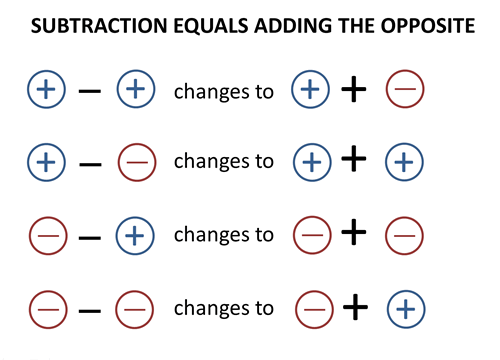 SUBTRACTION EQUALS ADDING THE OPPOSITE
⊕ − ⊕ changes to ⊕ + ⊖
⊕ − ⊖ changes to ⊕ + ⊕
⊖ − ⊕ changes to ⊖ + ⊖
⊖ − ⊖ changes to ⊖ + ⊕